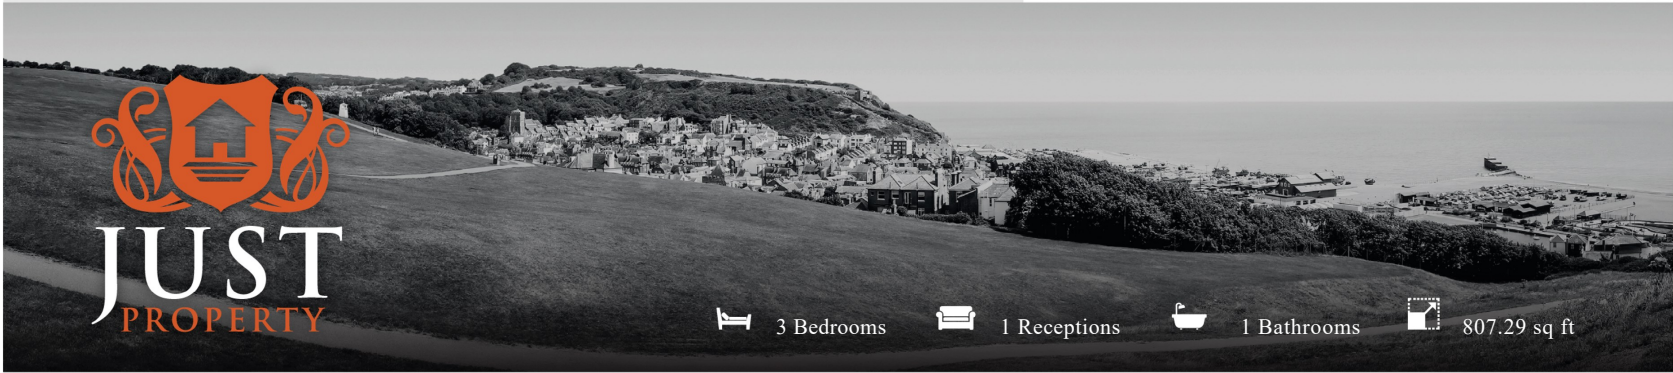 JUST
PROPERTY
3 Bedrooms 1 Receptions 1 Bathrooms 807.29 sq ft